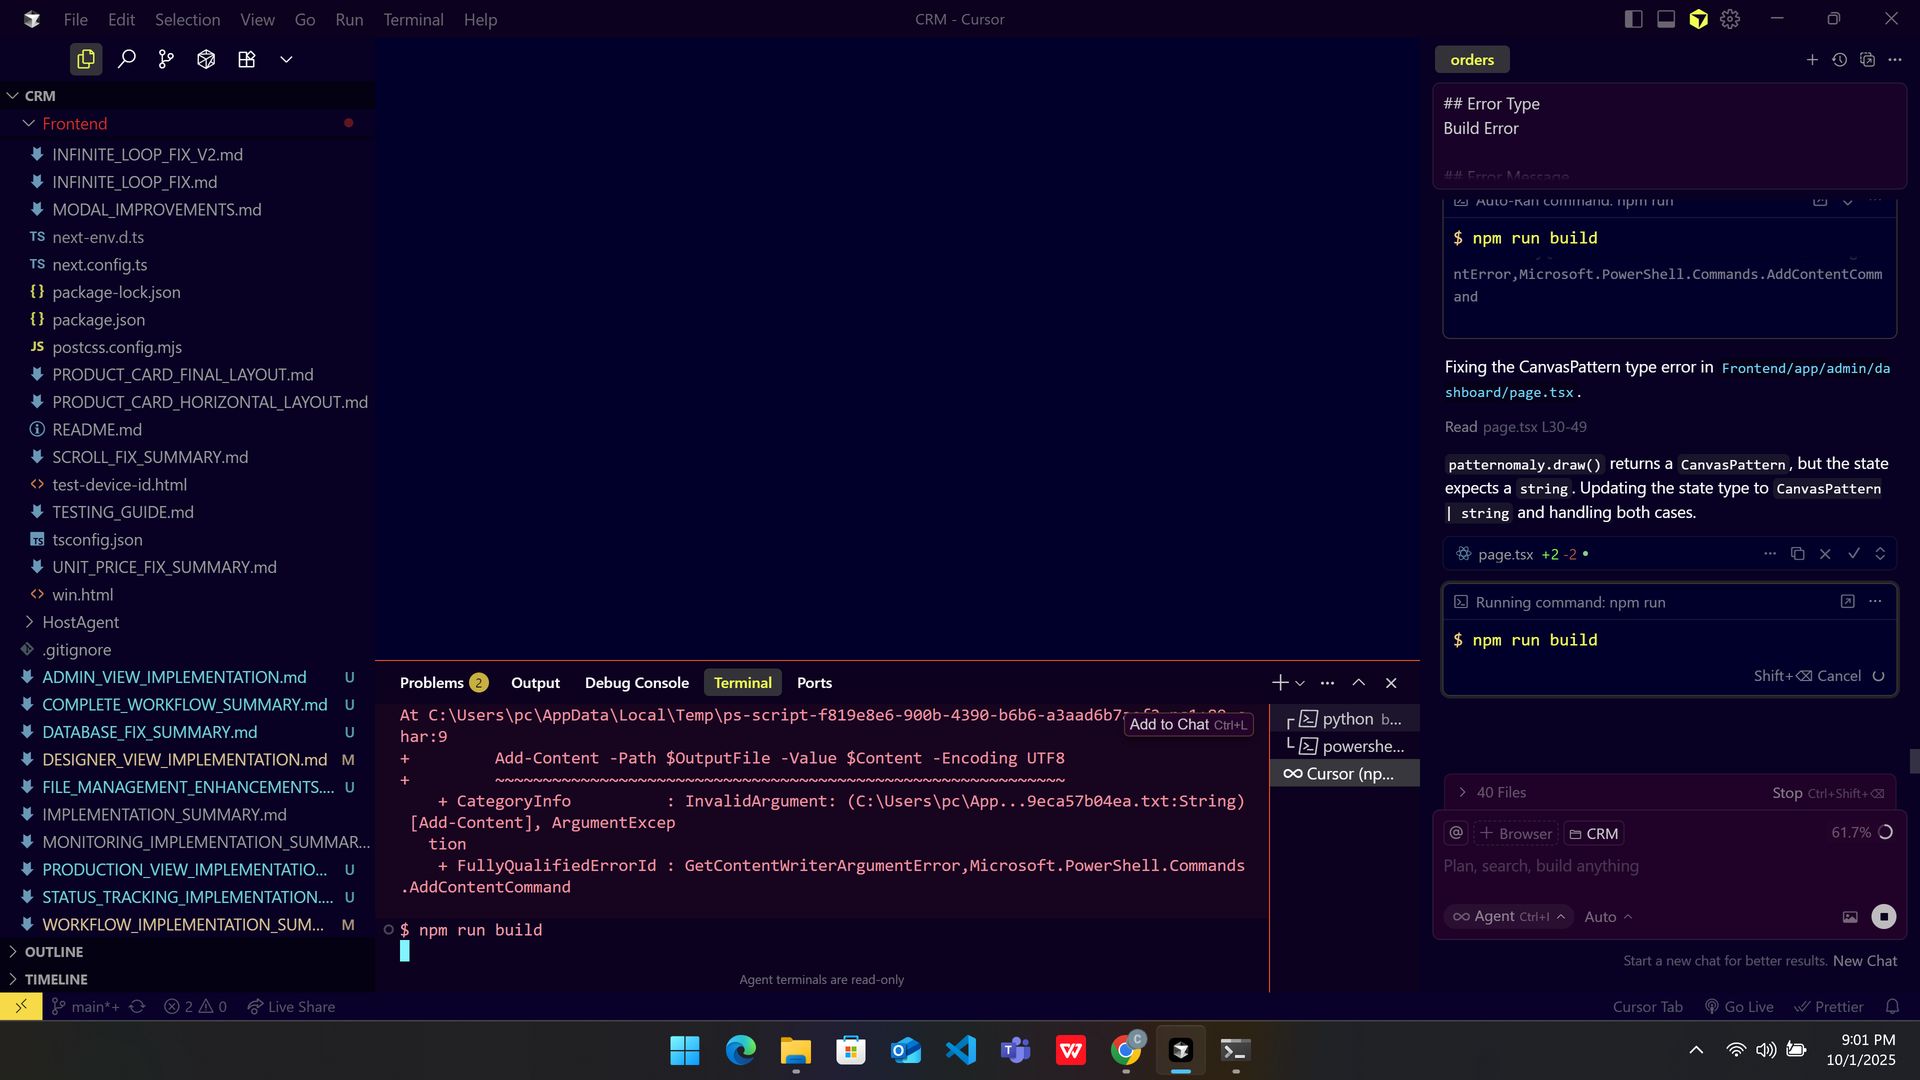 File Edit Selection View Go Run Terminal Help
CRM - Cursor
CRM
Frontend
INFINITE_LOOP_FIX_V2.md
INFINITE_LOOP_FIX.md
MODAL_IMPROVEMENTS.md
TS next-env.d.ts
TS next.config.ts
{} package-lock.json
{} package.json
JS postcss.config.mjs
PRODUCT_CARD_FINAL_LAYOUT.md
PRODUCT_CARD_HORIZONTAL_LAYOUT.md
README.md
SCROLL_FIX_SUMMARY.md
<> test-device-id.html
TESTING_GUIDE.md
TS tsconfig.json
UNIT_PRICE_FIX_SUMMARY.md
<> win.html
HostAgent
.gitignore
ADMIN_VIEW_IMPLEMENTATION.md U
COMPLETE_WORKFLOW_SUMMARY.md U
DATABASE_FIX_SUMMARY.md U
DESIGNER_VIEW_IMPLEMENTATION.md M
FILE_MANAGEMENT_ENHANCEMENTS.... U
IMPLEMENTATION_SUMMARY.md
MONITORING_IMPLEMENTATION_SUMMAR...
PRODUCTION_VIEW_IMPLEMENTATIO... U
STATUS_TRACKING_IMPLEMENTATION.... U
WORKFLOW_IMPLEMENTATION_SUM... M
OUTLINE
TIMELINE
Problems 2 Output Debug Console Terminal Ports
At C:\Users\pc\AppData\Local\Temp\ps-script-f819e8e6-900b-4390-b6b6-a3aad6b7
har:9
Add to Chat Ctrl+L
+ Add-Content -Path $OutputFile -Value $Content -Encoding UTF8
+ ~~~~~~~~~~~~~~~~~~~~~~~~~~~~~~~~~~~~~~~~~~~~~~~~~~~~~~~~~~~~
+ CategoryInfo : InvalidArgument: (C:\Users\pc\App...9eca57b04ea.txt:String)
[Add-Content], ArgumentExcep
tion
+ FullyQualifiedErrorId : GetContentWriterArgumentError,Microsoft.PowerShell.Commands
.AddContentCommand
$ npm run build
Agent terminals are read-only
python b...
powershe...
Cursor (np...
orders
## Error Type
Build Error
## Error Message
Auto-Ran command: npm run
$ npm run build
ntError,Microsoft.PowerShell.Commands.AddContentComm
and
Fixing the CanvasPattern type error in Frontend/app/admin/da
shboard/page.tsx.
Read page.tsx L30-49
patternomaly.draw() returns a CanvasPattern, but the state
expects a string. Updating the state type to CanvasPattern
| string and handling both cases.
page.tsx +2 -2
Running command: npm run
$ npm run build
Shift+⌫ Cancel
40 Files Stop Ctrl+Shift+⌫
@ + Browser CRM 61.7%
Plan, search, build anything
Agent Ctrl+I Auto
Start a new chat for better results. New Chat
main*+ 2 0 Live Share
Cursor Tab Go Live Prettier
9:01 PM
10/1/2025